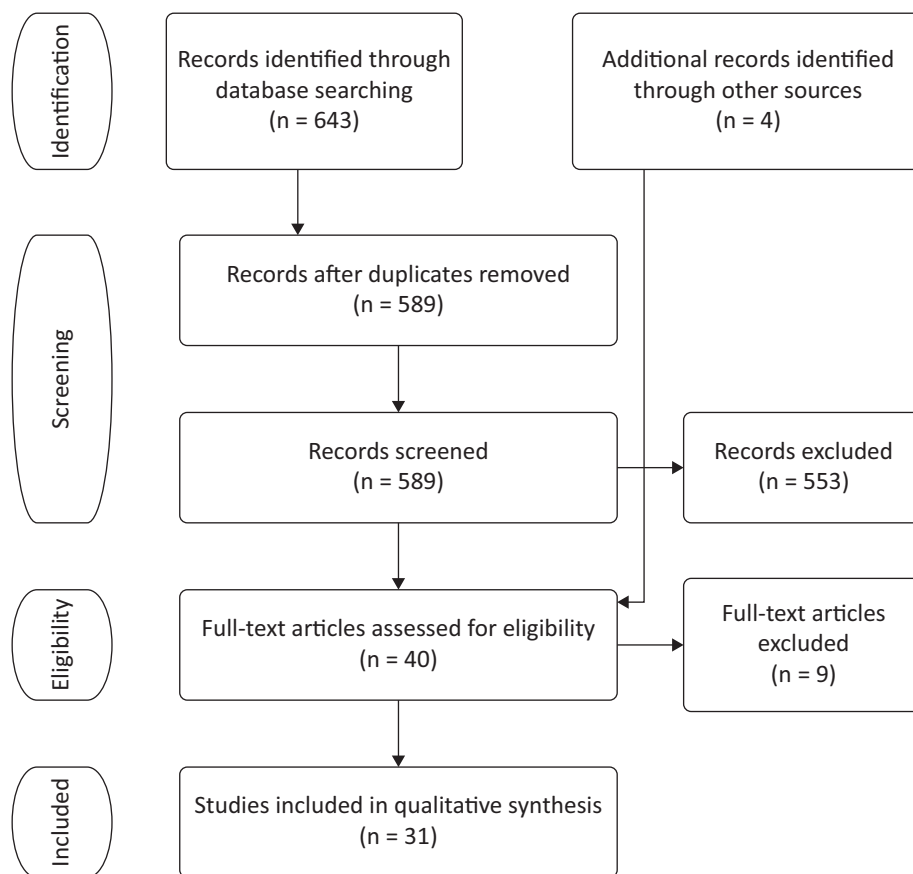 Identification
Records identified through
database searching
(n = 643)
Additional records identified
through other sources
(n = 4)
Screening
Records after duplicates removed
(n = 589)
Records screened
(n = 589)
Records excluded
(n = 553)
Eligibility
Full-text articles assessed for eligibility
(n = 40)
Full-text articles
excluded
(n = 9)
Included
Studies included in qualitative synthesis
(n = 31)